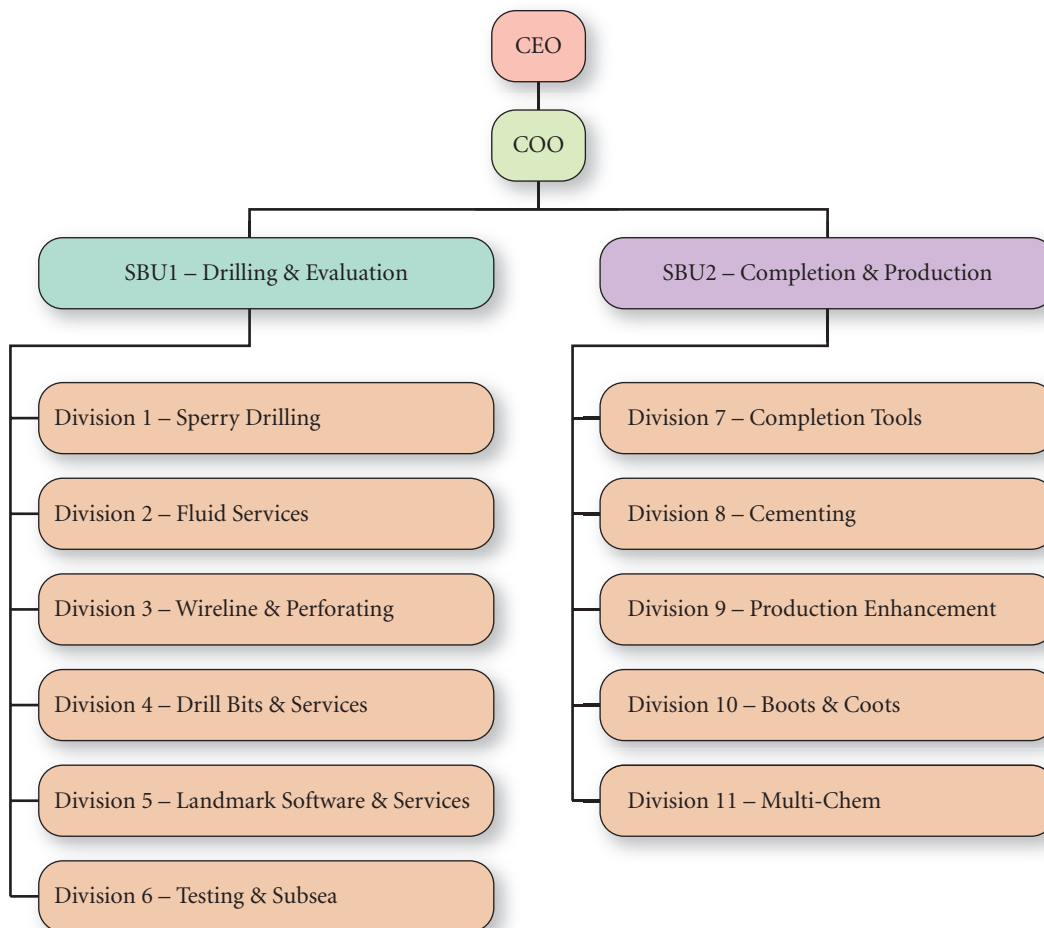 CEO
COO
SBU1 – Drilling & Evaluation
SBU2 – Completion & Production
Division 1 – Sperry Drilling
Division 2 – Fluid Services
Division 3 – Wireline & Perforating
Division 4 – Drill Bits & Services
Division 5 – Landmark Software & Services
Division 6 – Testing & Subsea
Division 7 – Completion Tools
Division 8 – Cementing
Division 9 – Production Enhancement
Division 10 – Boots & Coots
Division 11 – Multi-Chem